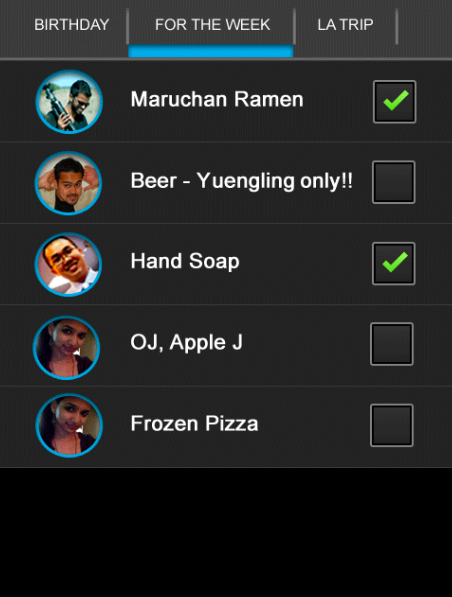 BIRTHDAY
FOR THE WEEK
LA TRIP
Maruchan Ramen
Beer - Yuengling only!!
Hand Soap
OJ, Apple J
Frozen Pizza